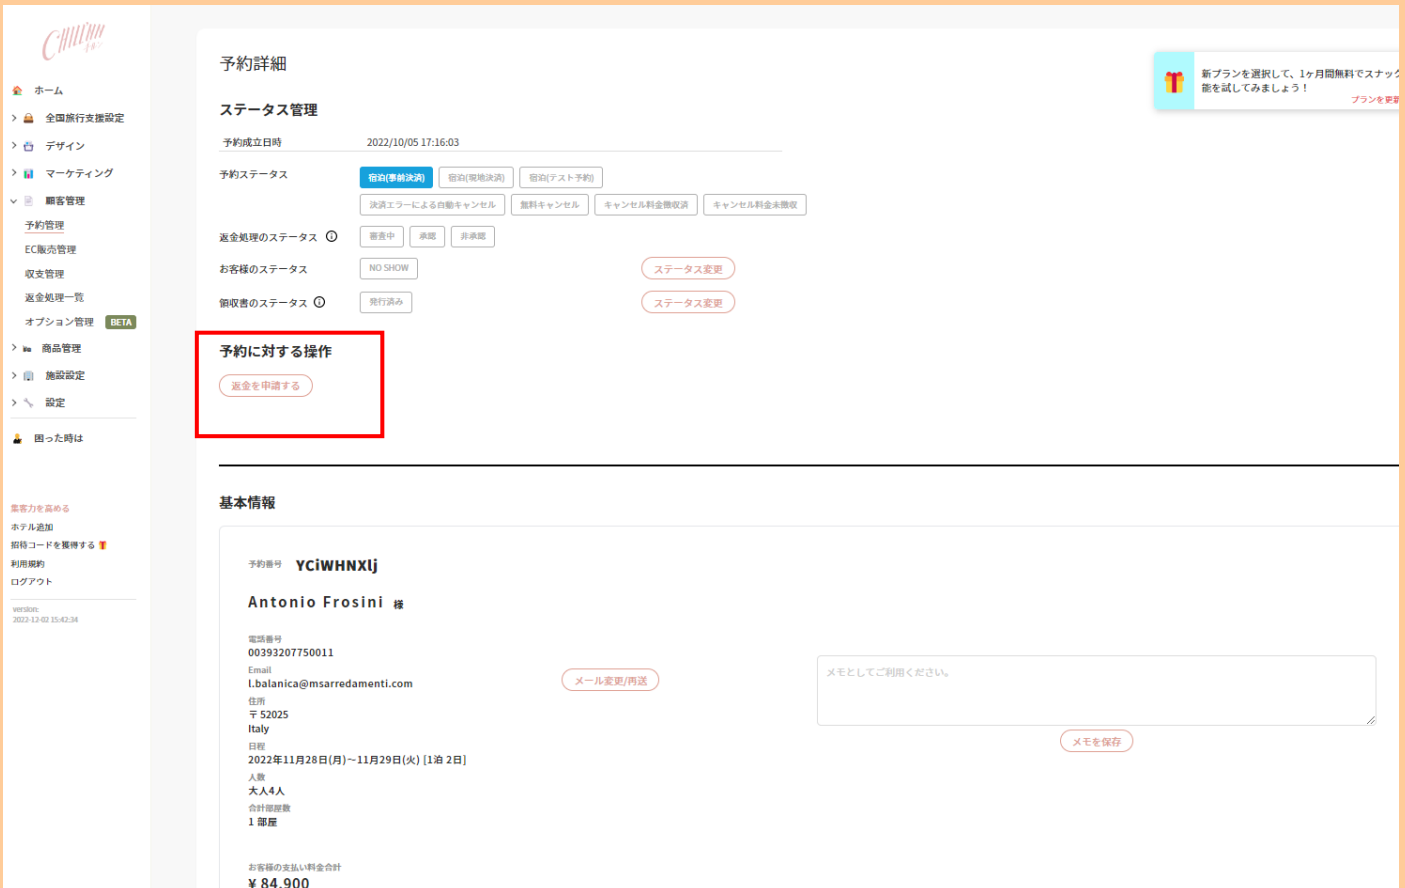 CHILLNN
チルン
ホーム
全国旅行支援設定
デザイン
マーケティング
顧客管理
予約管理
EC販売管理
収支管理
返金処理一覧
オプション管理 BETA
商品管理
施設設定
設定
困った時は
集客力を高める
ホテル追加
招待コードを獲得する
利用規約
ログアウト
version:
2022-12-02 15:42:34
予約詳細
新プランを選択して、1ヶ月間無料でスナック
能を試してみましょう！
プランを更新
ステータス管理
予約成立日時 2022/10/05 17:16:03
予約ステータス 宿泊(事前決済) 宿泊(現地決済) 宿泊(テスト予約)
決済エラーによる自動キャンセル 無料キャンセル キャンセル料金徴収済 キャンセル料金未徴収
返金処理のステータス 審査中 承認 非承認
お客様のステータス NO SHOW ステータス変更
領収書のステータス 発行済み ステータス変更
予約に対する操作
返金を申請する
基本情報
予約番号 YCiWHNXlj
Antonio Frosini 様
電話番号
00393207750011
Email
l.balanica@msarredamenti.com
メール変更/再送
住所
〒52025
Italy
日程
2022年11月28日(月)～11月29日(火) [1泊 2日]
人数
大人4人
合計部屋数
1 部屋
お客様の支払い料金合計
¥ 84,900
メモとしてご利用ください。
メモを保存